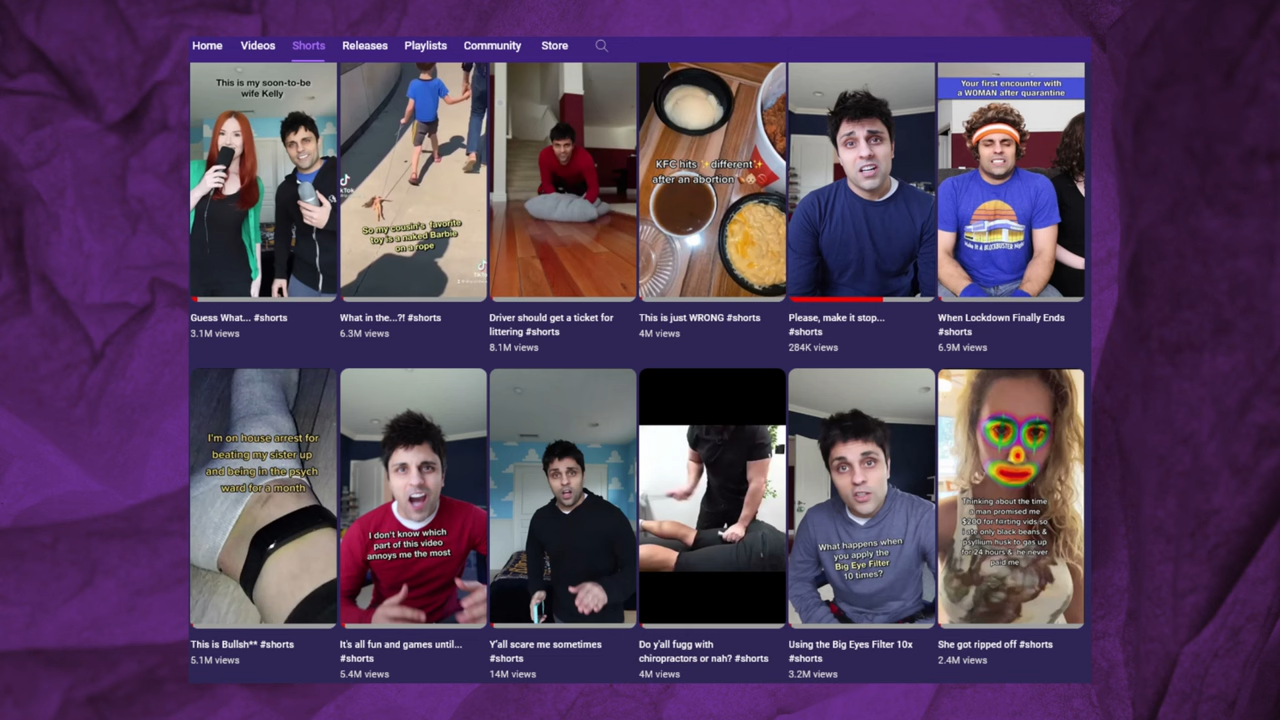 Home Videos Shorts Releases Playlists Community Store
This is my soon-to-be
wife Kelly
So my cousin's favorite
toy is a naked Barbie
on a rope
KFC hits ✨different✨
after an abortion
Your first encounter with
a WOMAN after quarantine
Make it a BLOCKBUSTER Night
Guess What... #shorts
3.1M views
What in the...?! #shorts
6.3M views
Driver should get a ticket for
littering #shorts
8.1M views
This is just WRONG #shorts
4M views
Please, make it stop...
#shorts
284K views
When Lockdown Finally Ends
#shorts
6.9M views
I'm on house arrest for
beating my sister up
and being in the psych
ward for a month
I don't know which
part of this video
annoys me the most
What happens when
you apply the
Big Eye Filter
10 times?
Thinking about the time
a man promised me
$200 for f@rting vids so
i ate only black beans &
psyllium husk to gas up
for 24 hours & he never
paid me
This is Bullsh** #shorts
5.1M views
It's all fun and games until...
#shorts
5.4M views
Y'all scare me sometimes
#shorts
14M views
Do y'all fugg with
chiropractors or nah? #shorts
4M views
Using the Big Eyes Filter 10x
#shorts
3.2M views
She got ripped off #shorts
2.4M views